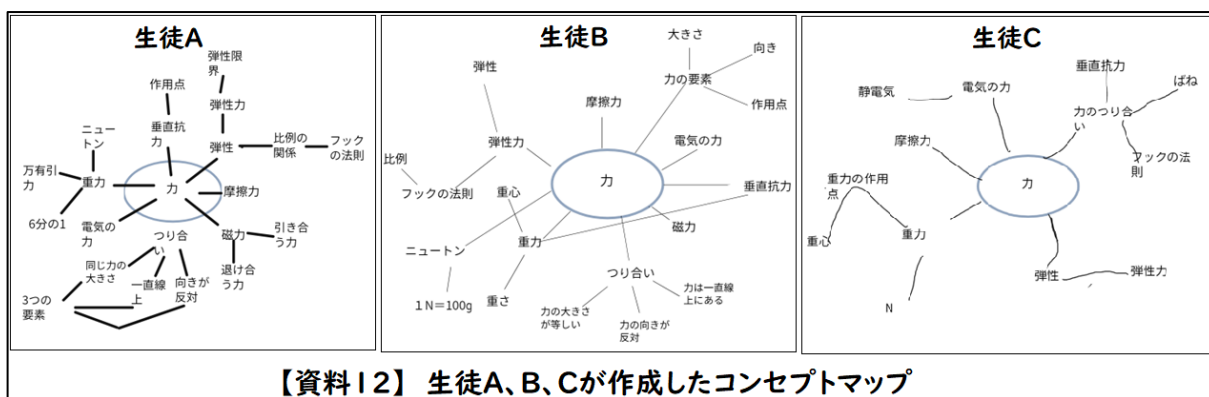 生徒A
弾性限
界
作用点
弾性力
ニュー
トン
垂直抗
力
弾性
比例の
関係
フック
の法則
万有引
力
重力
力
摩擦力
6分の1
電気の
力
つり合
い
磁力
引き合
う力
同じ力の
大きさ
一直線
上
向きが
反対
退け合
う力
3つの
要素
生徒B
大きさ
向き
弾性
力の要素
摩擦力
作用点
弾性力
電気の力
比例
フックの法則
重心
力
垂直抗力
磁力
ニュートン
重力
つり合い
1N=100g
重さ
力は一直線
上にある
力の大きさ
が等しい
力の向きが
反対
生徒C
垂直抗力
静電気
電気の力
ばね
力のつり合
い
摩擦力
フックの法
則
重力の作用
点
力
重心
重力
弾性
弾性力
N
【資料12】 生徒A、B、Cが作成したコンセプトマップ